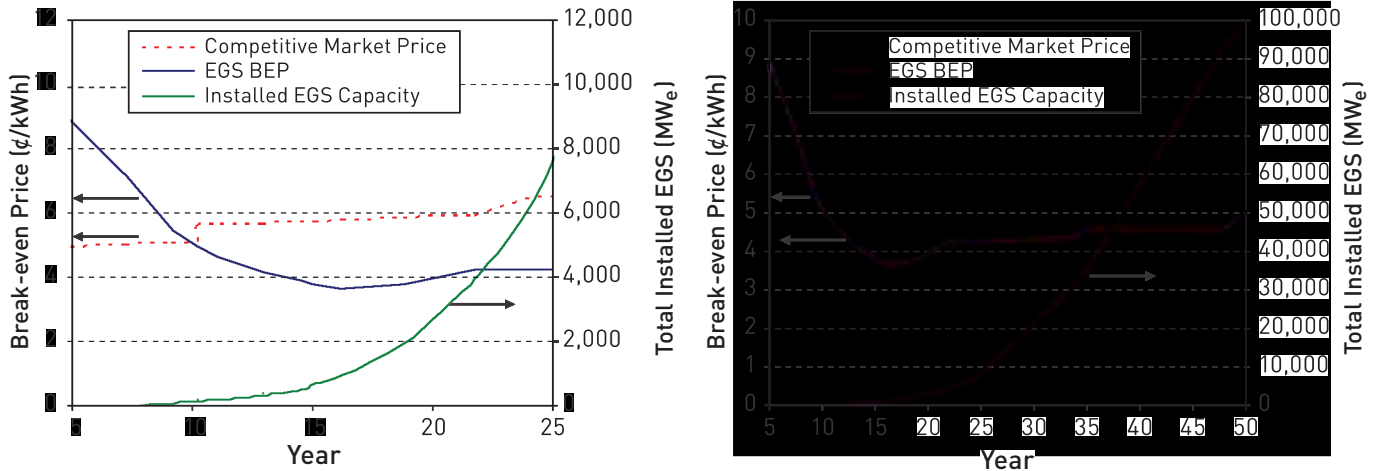 12
10
8
6
4
2
0
Break-even Price (¢/kWh)
Competitive Market Price
EGS BEP
Installed EGS Capacity
12,000
10,000
8,000
6,000
4,000
2,000
0
Total Installed EGS (MWe)
5 10 15 20 25
Year
10
9
8
7
6
5
4
3
2
1
0
Break-even Price (¢/kWh)
Competitive Market Price
EGS BEP
Installed EGS Capacity
100,000
90,000
80,000
70,000
60,000
50,000
40,000
30,000
20,000
10,000
0
Total Installed EGS (MWe)
5 10 15 20 25 30 35 40 45 50
Year